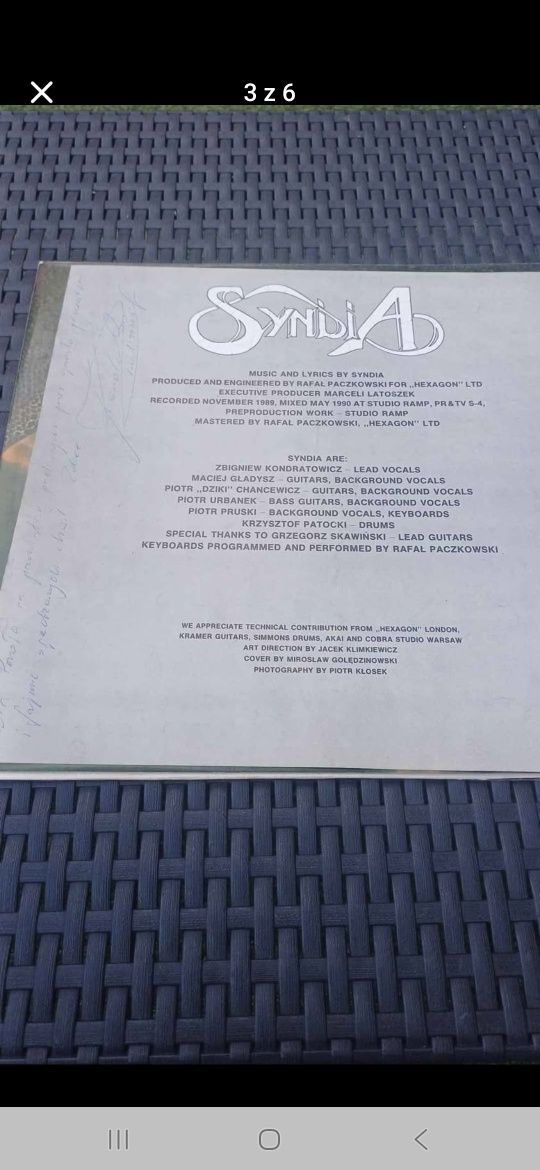 3 z 6
SYNDIA
MUSIC AND LYRICS BY SYNDIA
PRODUCED AND ENGINEERED BY RAFAŁ PACZKOWSKI FOR „HEXAGON" LTD
EXECUTIVE PRODUCER MARCELI LATOSZEK
RECORDED NOVEMBER 1989, MIXED MAY 1990 AT STUDIO RAMP, PR & TV S-4,
PREPRODUCTION WORK – STUDIO RAMP
MASTERED BY RAFAŁ PACZKOWSKI, „HEXAGON" LTD
SYNDIA ARE:
ZBIGNIEW KONDRATOWICZ – LEAD VOCALS
MACIEJ GŁADYSZ – GUITARS, BACKGROUND VOCALS
PIOTR „DZIKI" CHANCEWICZ – GUITARS, BACKGROUND VOCALS
PIOTR URBANEK – BASS GUITARS, BACKGROUND VOCALS
PIOTR PRUSKI – BACKGROUND VOCALS, KEYBOARDS
KRZYSZTOF PATOCKI – DRUMS
SPECIAL THANKS TO GRZEGORZ SKAWIŃSKI – LEAD GUITARS
KEYBOARDS PROGRAMMED AND PERFORMED BY RAFAŁ PACZKOWSKI
WE APPRECIATE TECHNICAL CONTRIBUTION FROM „HEXAGON" LONDON,
KRAMER GUITARS, SIMMONS DRUMS, AKAI AND COBRA STUDIO WARSAW
ART DIRECTION BY JACEK KLIMKIEWICZ
COVER BY MIROSŁAW GOLĘDZINOWSKI
PHOTOGRAPHY BY PIOTR KŁOSEK